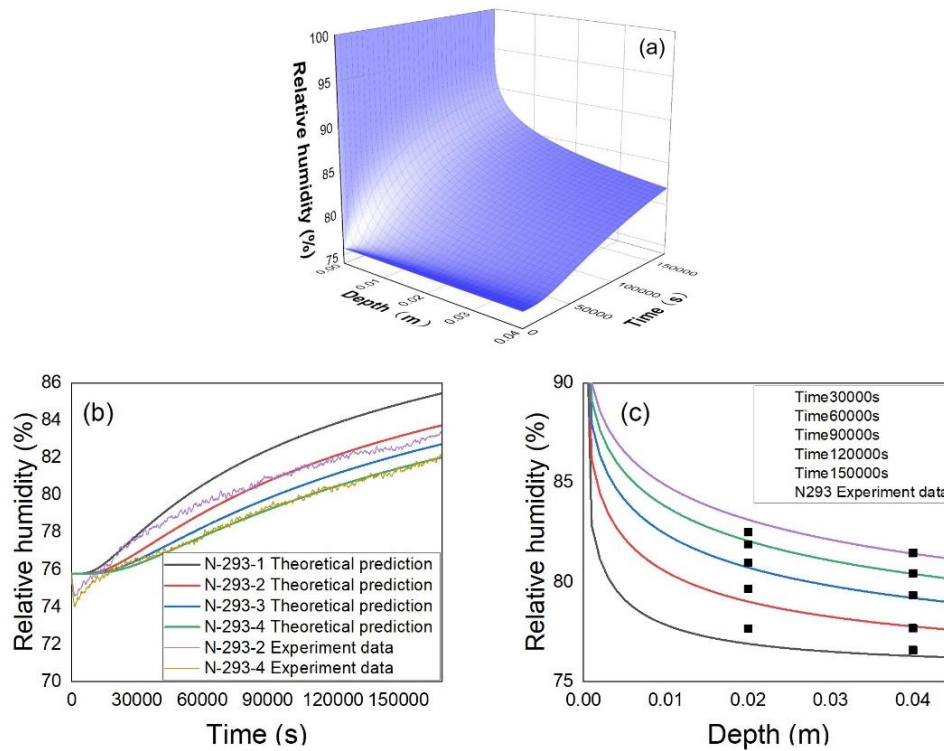 (a)
Relative humidity (%)
100
95
90
85
80
75
0.00
0.01
0.02
0.03
0.04
Depth (m)
0
50000
100000
150000
Time (s)
(b)
Relative humidity (%)
86
84
82
80
78
76
74
72
70
N-293-1 Theoretical prediction
N-293-2 Theoretical prediction
N-293-3 Theoretical prediction
N-293-4 Theoretical prediction
N-293-2 Experiment data
N-293-4 Experiment data
0 30000 60000 90000 120000 150000
Time (s)
(c)
Relative humidity (%)
90
85
80
75
Time30000s
Time60000s
Time90000s
Time120000s
Time150000s
N293 Experiment data
0.00 0.01 0.02 0.03 0.04
Depth (m)